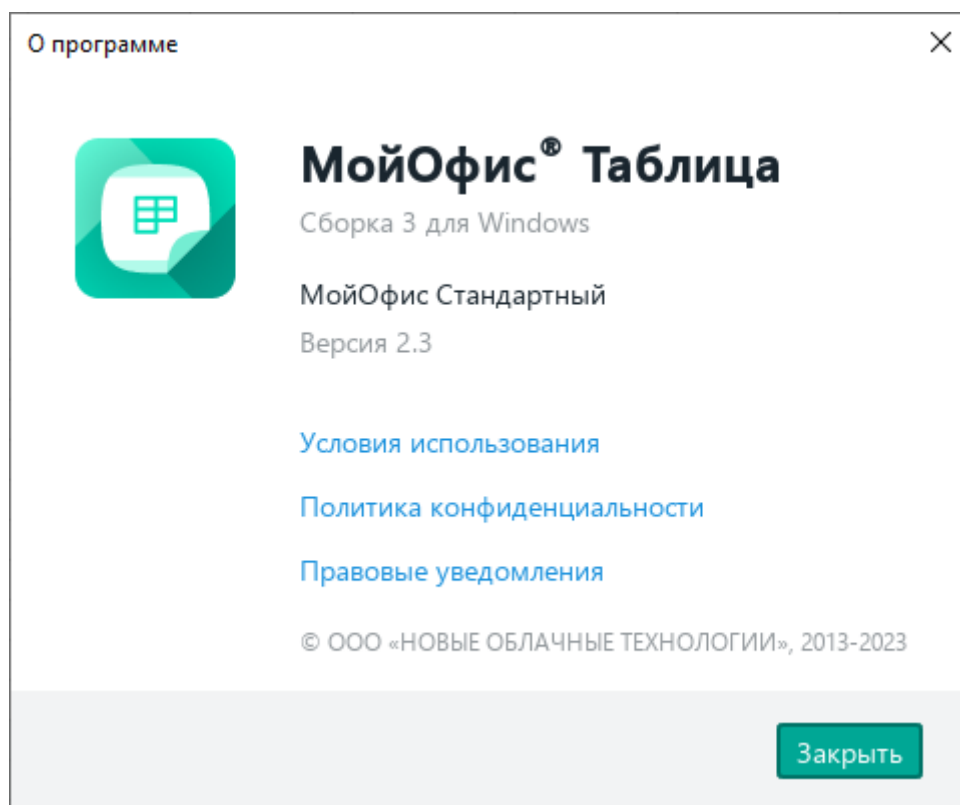 О программе
МойОфис® Таблица
Сборка 3 для Windows
МойОфис Стандартный
Версия 2.3
Условия использования
Политика конфиденциальности
Правовые уведомления
© ООО «НОВЫЕ ОБЛАЧНЫЕ ТЕХНОЛОГИИ», 2013-2023
Закрыть